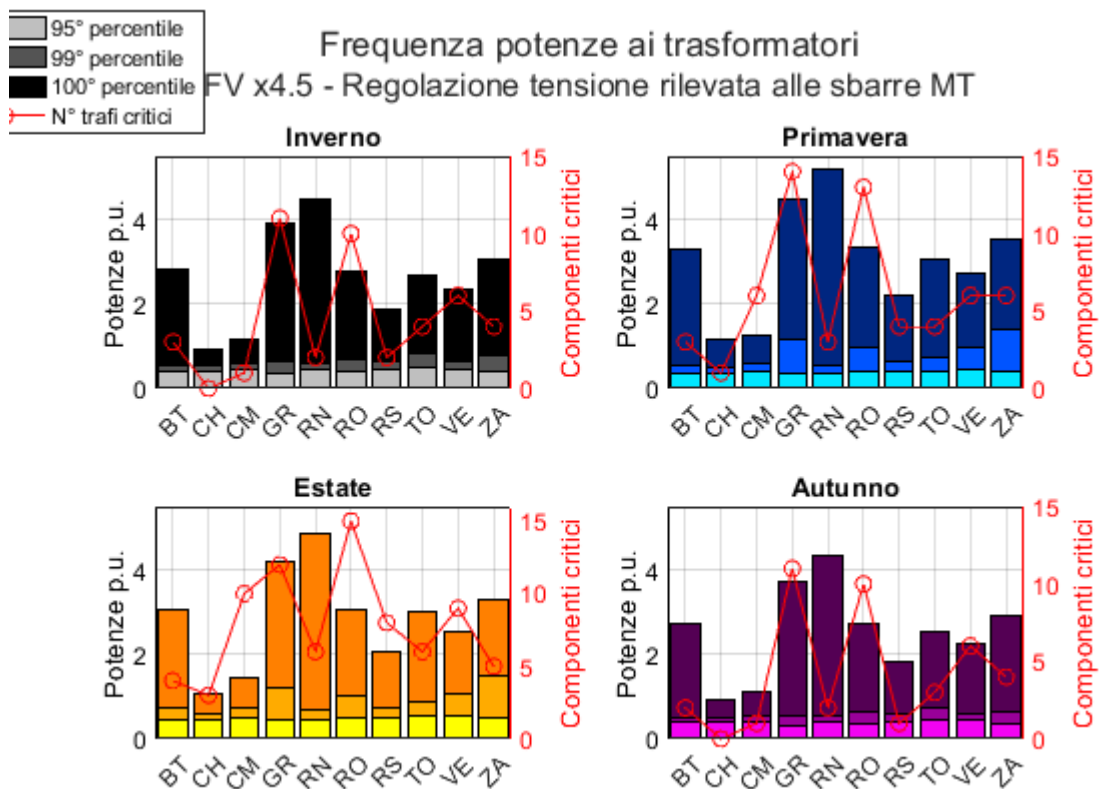 95° percentile
99° percentile
100° percentile
N° trafi critici
Frequenza potenze ai trasformatori
FV x4.5 - Regolazione tensione rilevata alle sbarre MT
Inverno
Potenze p.u.
0
2
4
0
5
10
15
Componenti critici
BT CH CM GR RN RO RS TO VE ZA
Primavera
Potenze p.u.
0
2
4
0
5
10
15
Componenti critici
BT CH CM GR RN RO RS TO VE ZA
Estate
Potenze p.u.
0
2
4
0
5
10
15
Componenti critici
BT CH CM GR RN RO RS TO VE ZA
Autunno
Potenze p.u.
0
2
4
0
5
10
15
Componenti critici
BT CH CM GR RN RO RS TO VE ZA